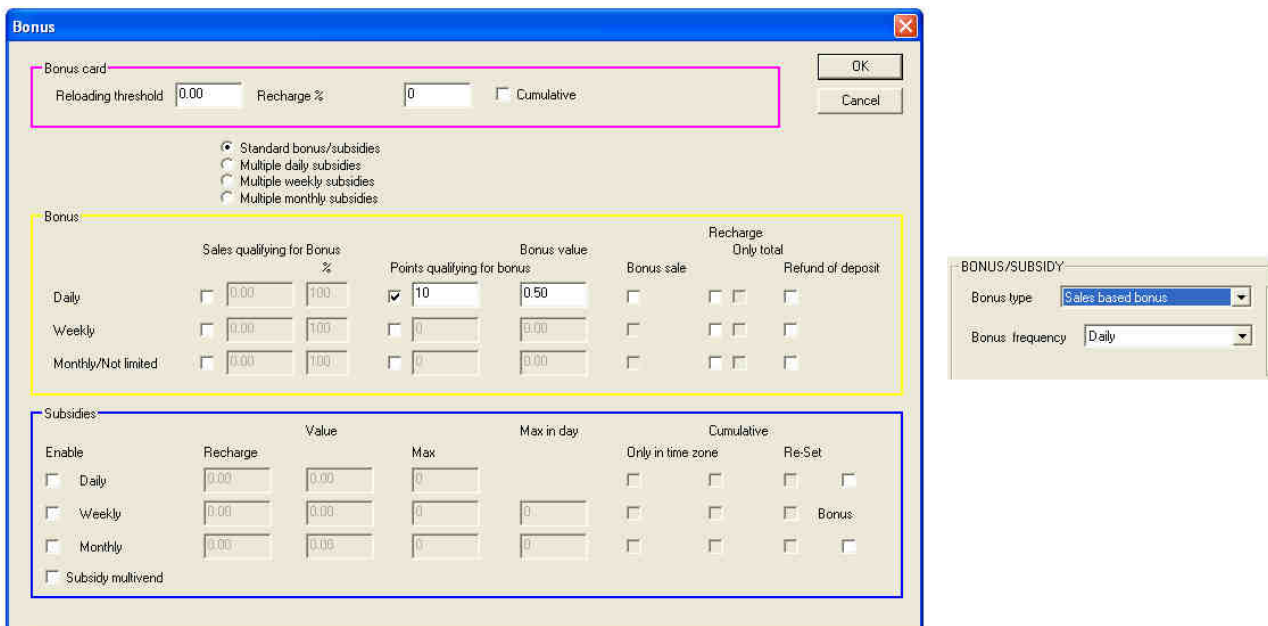 Bonus
Bonus card
Reloading threshold 0.00 Recharge % 0 Cumulative
OK
Cancel
Standard bonus/subsidies
Multiple daily subsidies
Multiple weekly subsidies
Multiple monthly subsidies
Bonus
Recharge
Sales qualifying for Bonus Bonus value Only total
% Points qualifying for bonus Bonus sale Refund of deposit
Daily 0.00 100 10 0.50
Weekly 0.00 100 0 0.00
Monthly/Not limited 0.00 100 0 0.00
Subsidies
Value Max in day Cumulative
Enable Recharge Max Only in time zone Re-Set
Daily 0.00 0.00 0
Weekly 0.00 0.00 0 0 Bonus
Monthly 0.00 0.00 0 0
Subsidy multivend
BONUS/SUBSIDY
Bonus type Sales based bonus
Bonus frequency Daily